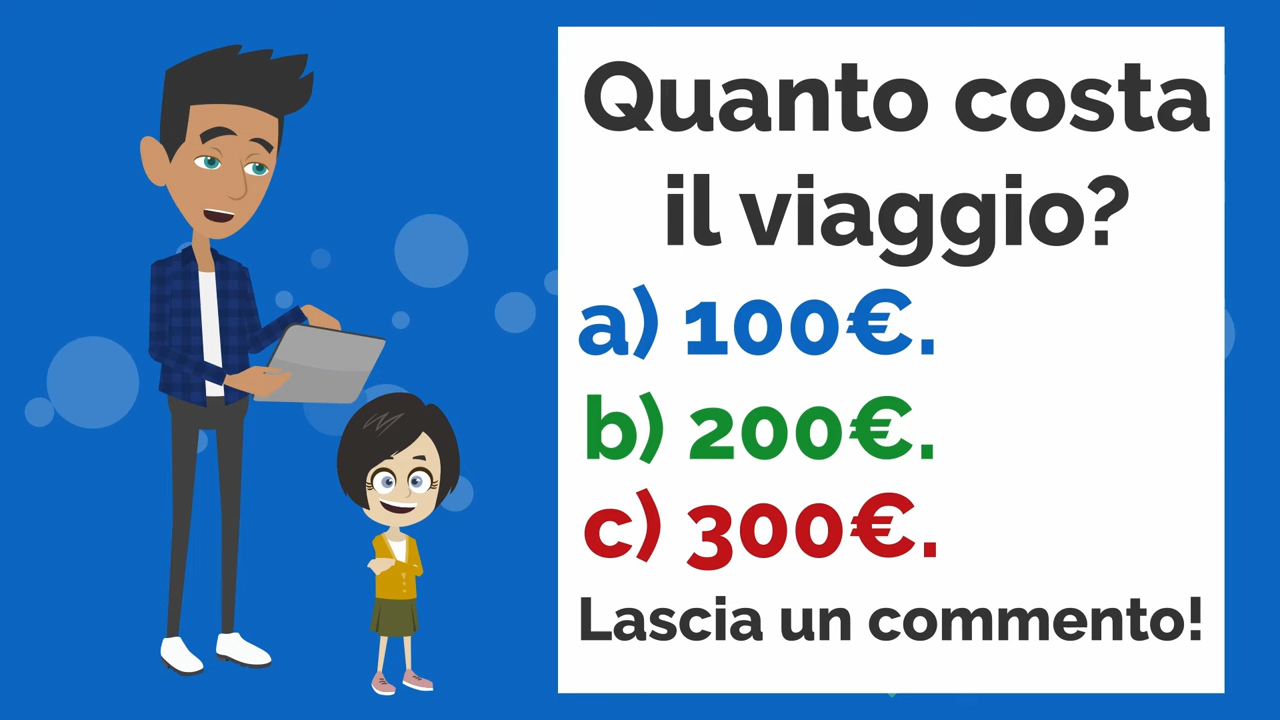 Quanto costa
il viaggio?
a) 100€.
b) 200€.
c) 300€.
Lascia un commento!